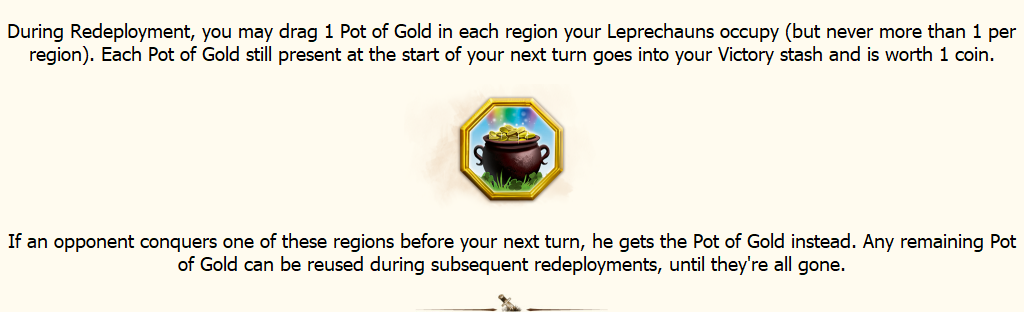 During Redeployment, you may drag 1 Pot of Gold in each region your Leprechauns occupy (but never more than 1 per
region). Each Pot of Gold still present at the start of your next turn goes into your Victory stash and is worth 1 coin.
If an opponent conquers one of these regions before your next turn, he gets the Pot of Gold instead. Any remaining Pot
of Gold can be reused during subsequent redeployments, until they're all gone.